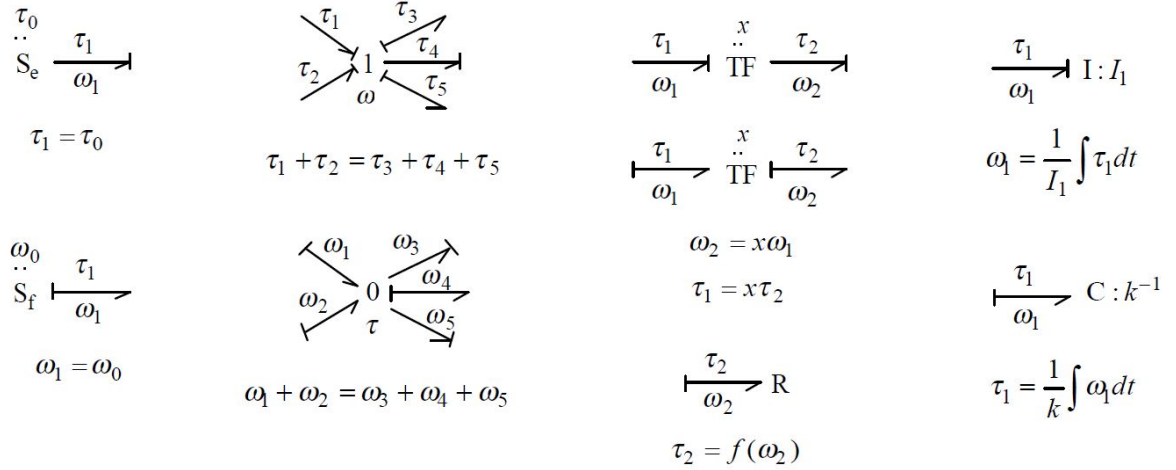 τ₀
S_e τ₁ ω₁
τ₁ = τ₀
τ₁ τ₂ 1 ω τ₃ τ₄ τ₅
τ₁ + τ₂ = τ₃ + τ₄ + τ₅
x
τ₁ ω₁ TF τ₂ ω₂
x
τ₁ ω₁ TF τ₂ ω₂
ω₂ = xω₁
τ₁ = xτ₂
τ₁ ω₁ I : I₁
ω₁ = 1/I₁ ∫ τ₁dt
ω₀
S_f τ₁ ω₁
ω₁ = ω₀
ω₁ ω₂ 0 τ ω₃ ω₄ ω₅
ω₁ + ω₂ = ω₃ + ω₄ + ω₅
τ₂ ω₂ R
τ₂ = f(ω₂)
τ₁ ω₁ C : k⁻¹
τ₁ = 1/k ∫ ω₁dt